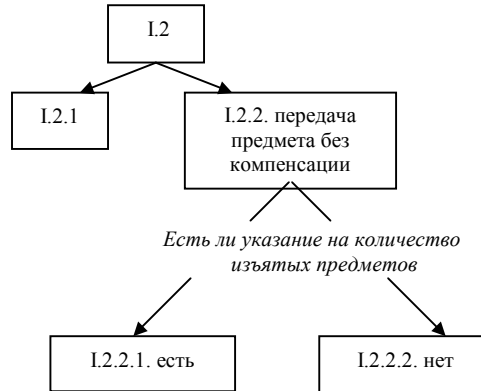 I.2
I.2.1
I.2.2. передача
предмета без
компенсации
Есть ли указание на количество
изъятых предметов
I.2.2.1. есть
I.2.2.2. нет